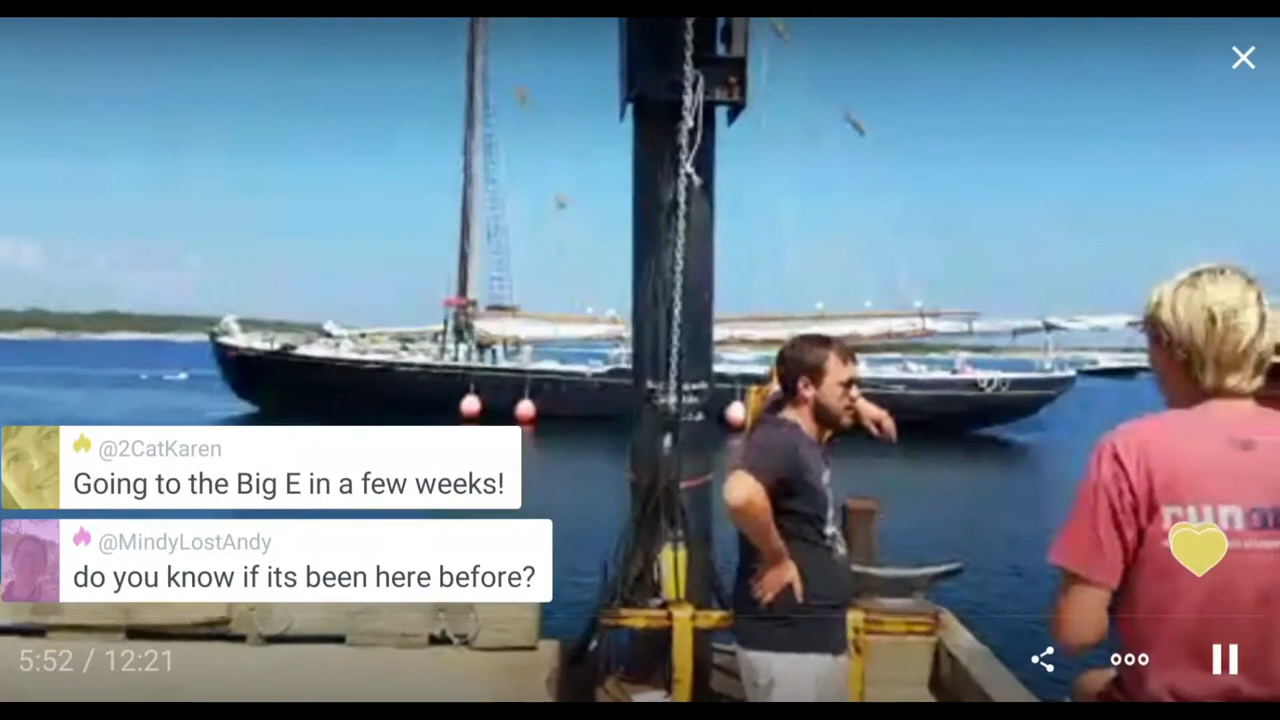 @2CatKaren
Going to the Big E in a few weeks!
@MindyLostAndy
do you know if its been here before?
5:52 / 12:21
run